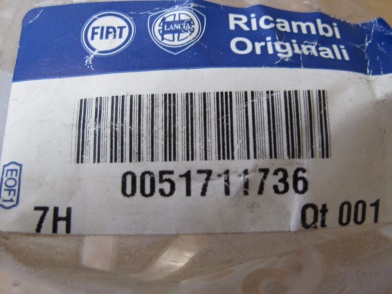 FIAT
LANCIA
Ricambi
Originali
0051711736
EOF1
7H
Qt 001